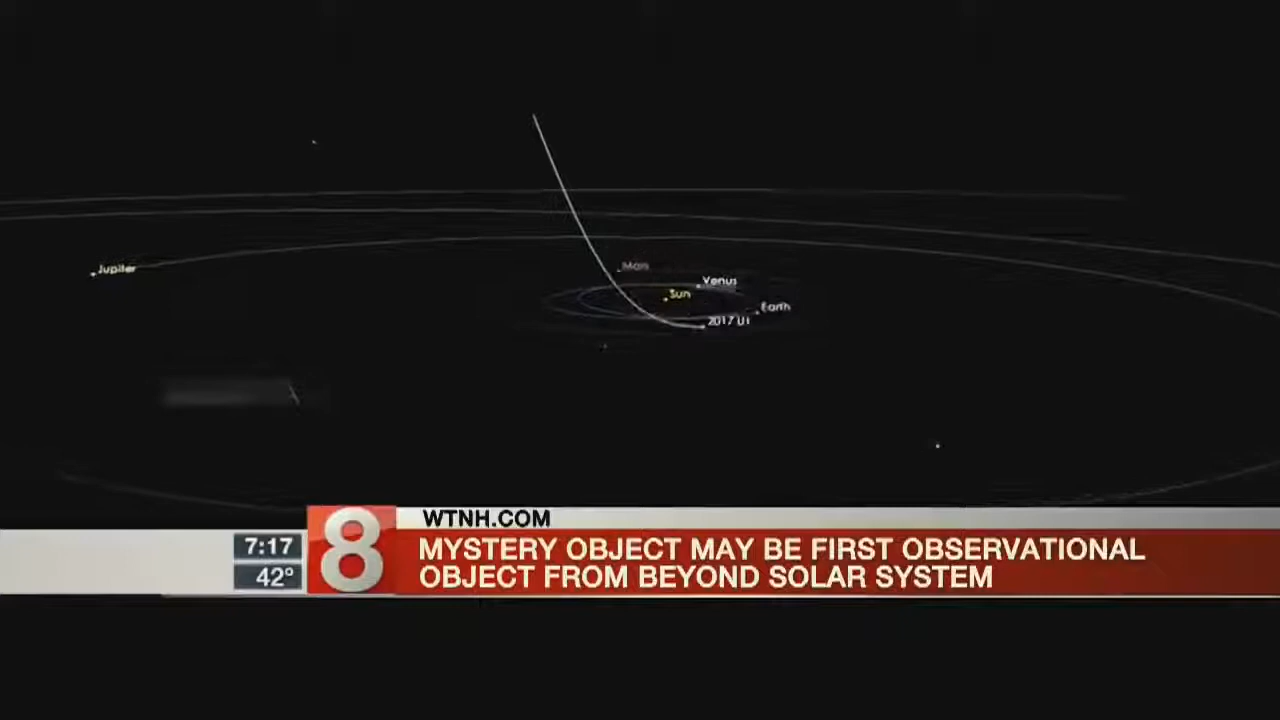 Jupiter
Mars
Venus
Sun
Earth
2017 U1
WTNH.COM
7:17
8
MYSTERY OBJECT MAY BE FIRST OBSERVATIONAL
42°
OBJECT FROM BEYOND SOLAR SYSTEM